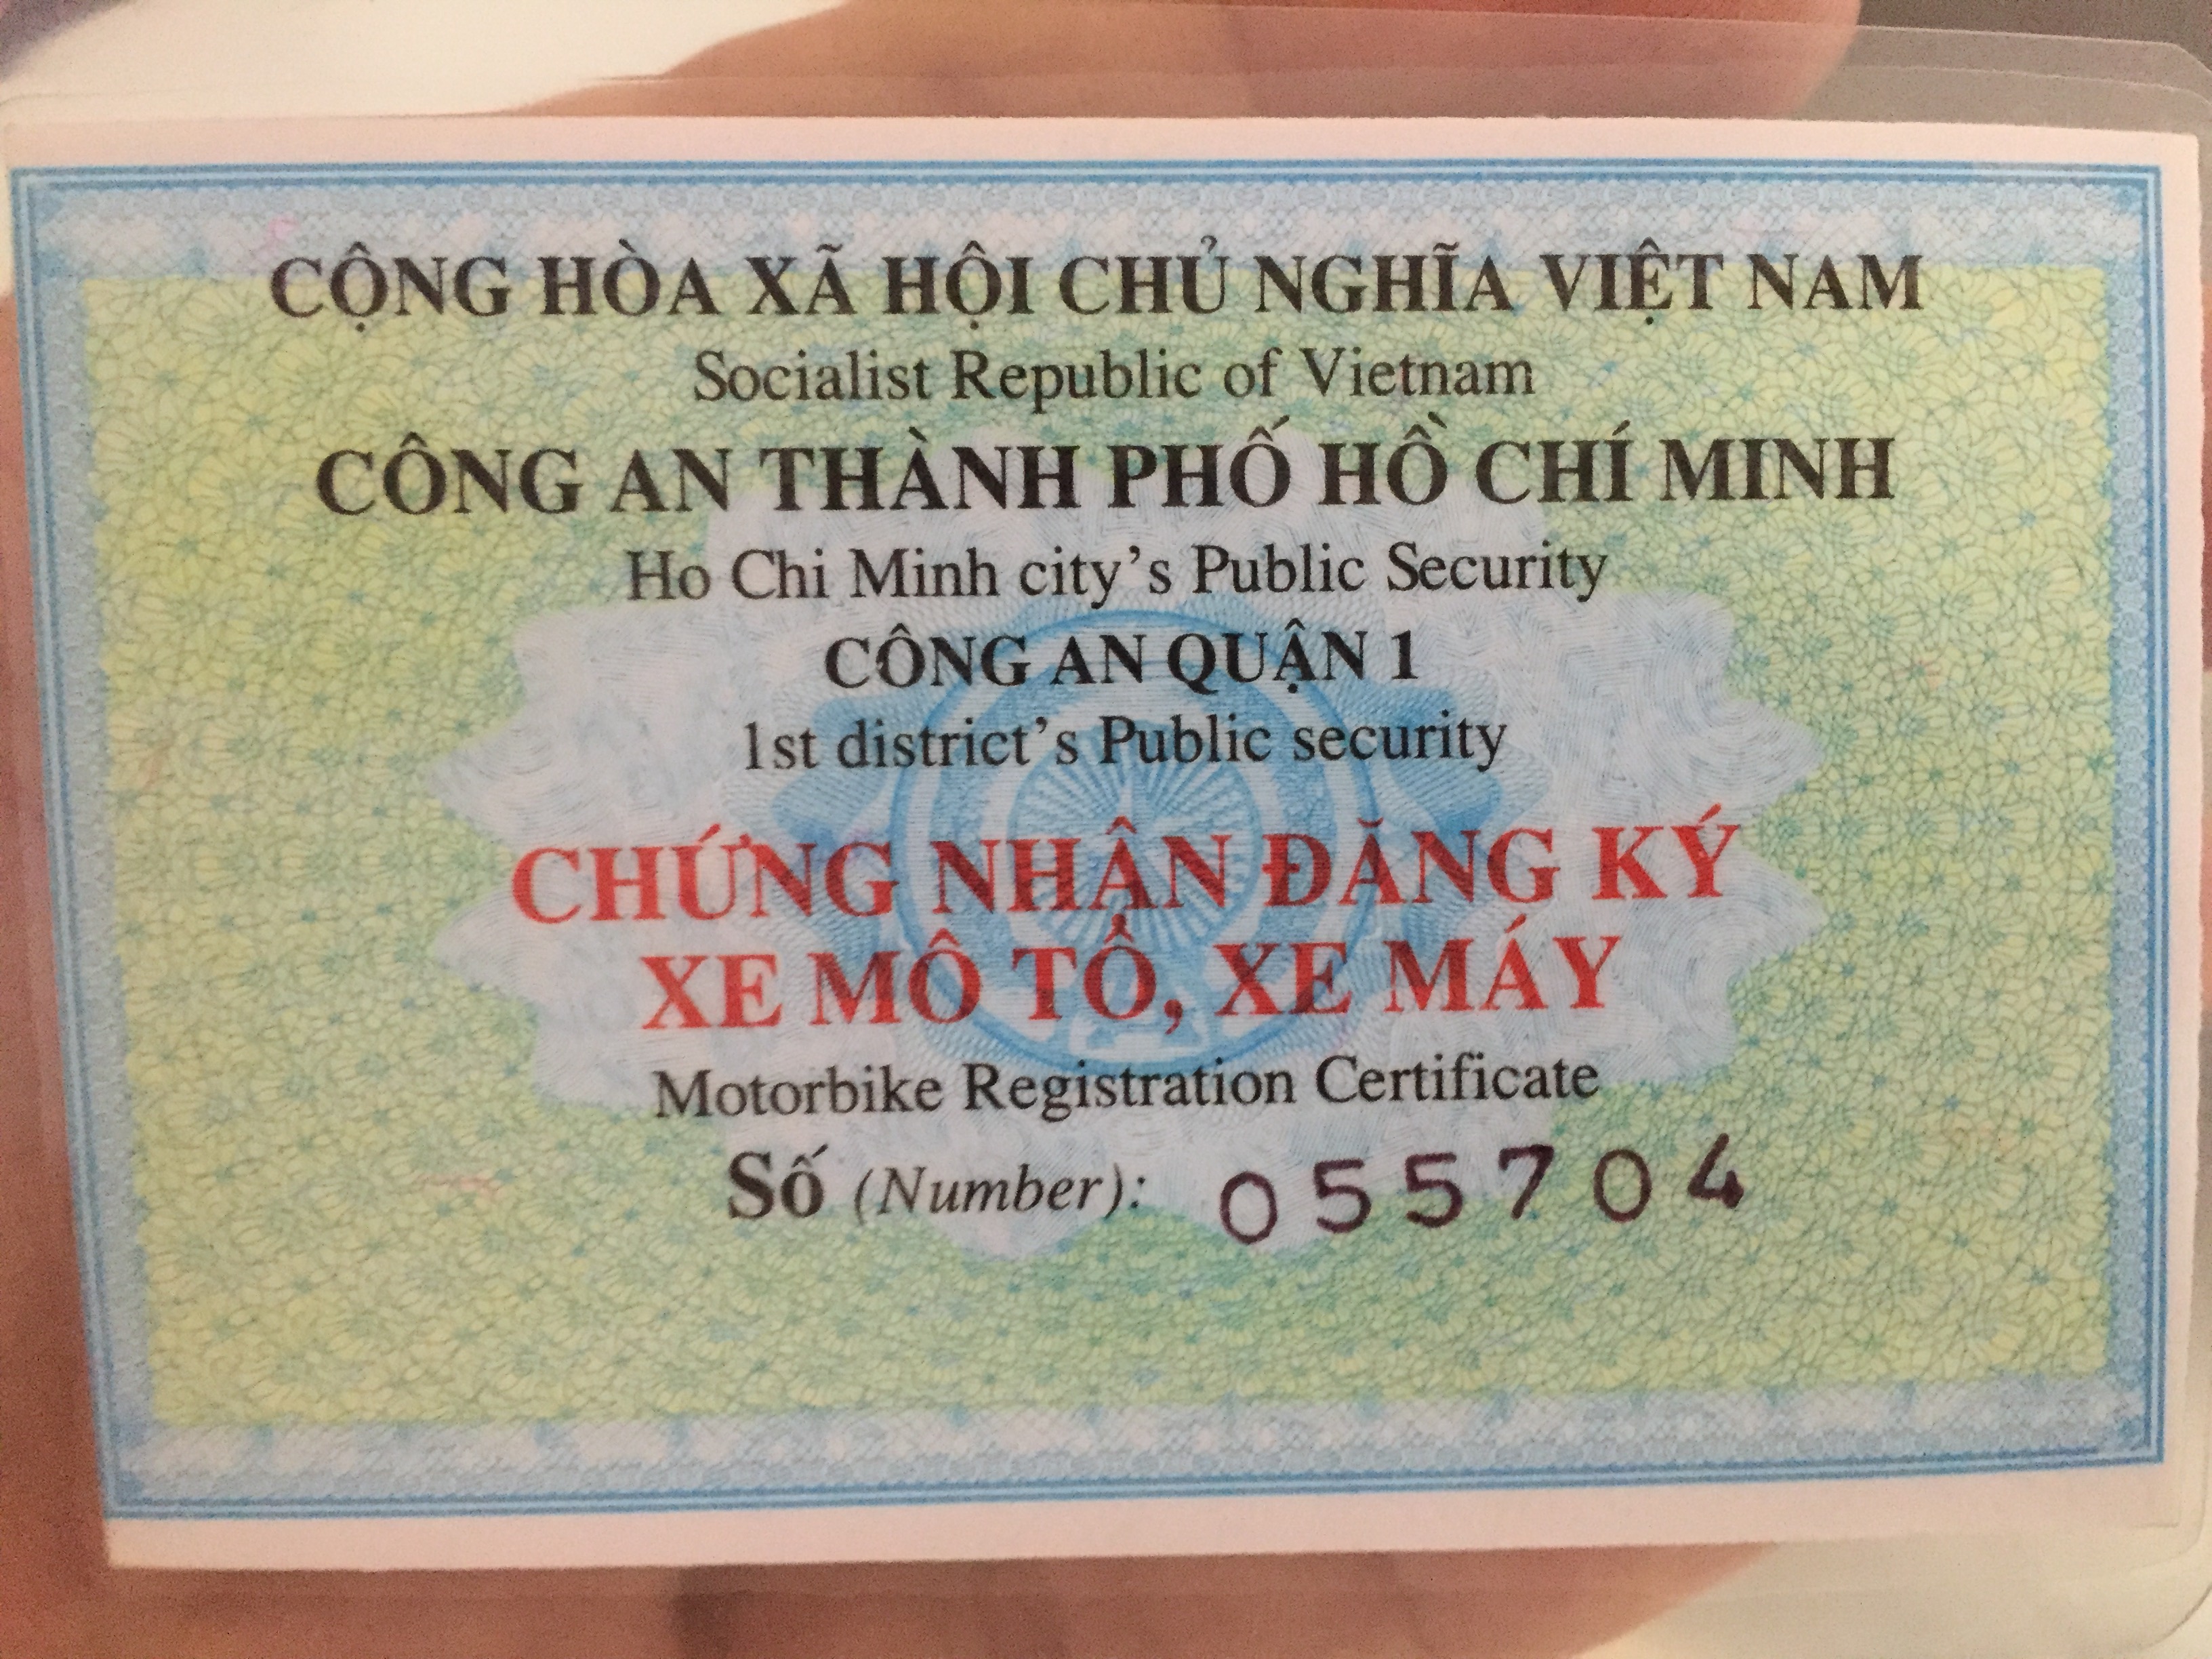 CỘNG HÒA XÃ HỘI CHỦ NGHĨA VIỆT NAM
Socialist Republic of Vietnam
CÔNG AN THÀNH PHỐ HỒ CHÍ MINH
Ho Chi Minh city's Public Security
CÔNG AN QUẬN 1
1st district's Public security
CHỨNG NHẬN ĐĂNG KÝ
XE MÔ TÔ, XE MÁY
Motorbike Registration Certificate
Số (Number): 055704